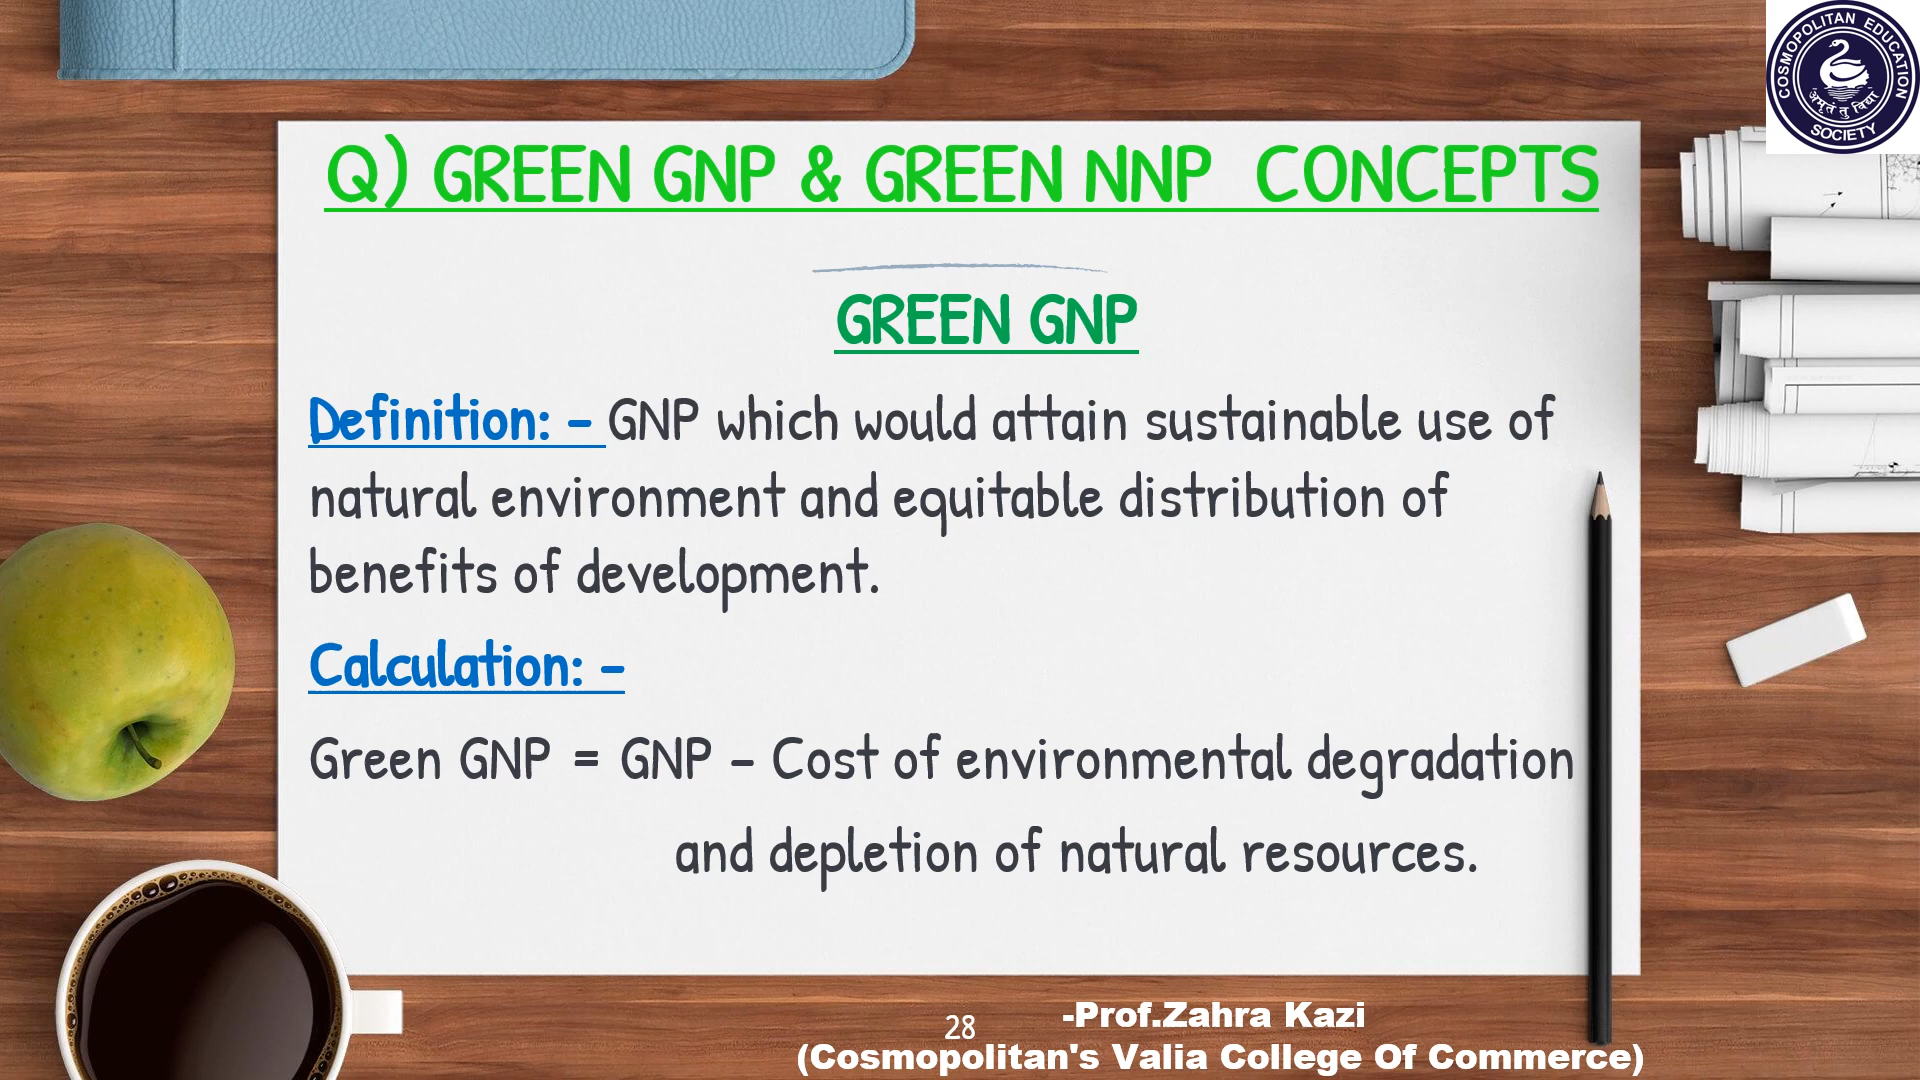 COSMOPOLITAN EDUCATION
अमृतं तु विद्या
SOCIETY
Q) GREEN GNP & GREEN NNP  CONCEPTS
GREEN GNP
Definition: - GNP which would attain sustainable use of
natural environment and equitable distribution of
benefits of development.
Calculation: -
Green GNP = GNP - Cost of environmental degradation
and depletion of natural resources.
28
-Prof.Zahra Kazi
(Cosmopolitan's Valia College Of Commerce)